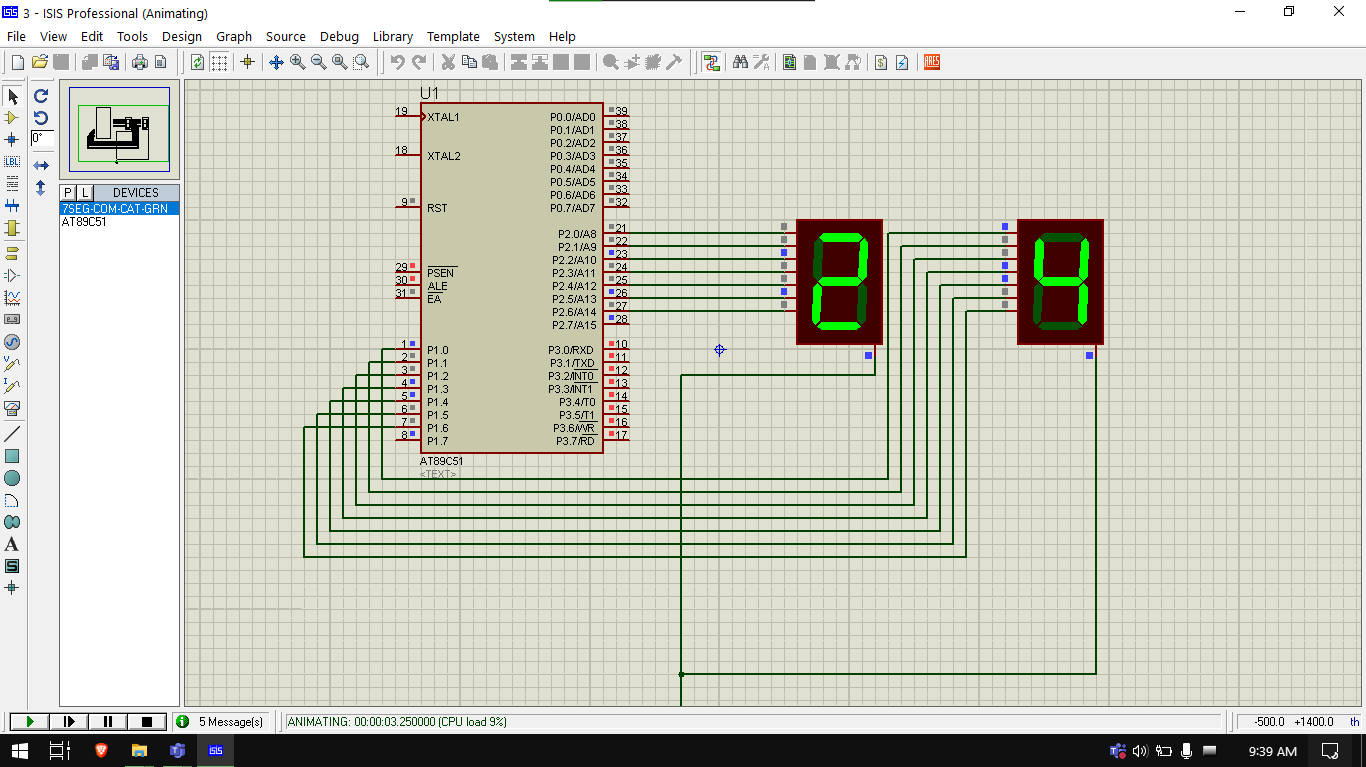 3 - ISIS Professional (Animating)
File View Edit Tools Design Graph Source Debug Library Template System Help
ARES
0°
LBL
P L DEVICES
7SEG-COM-CAT-GRN
AT89C51
U1
19 XTAL1
18 XTAL2
9 RST
29 PSEN
30 ALE
31 EA
1 P1.0
2 P1.1
3 P1.2
4 P1.3
5 P1.4
6 P1.5
7 P1.6
8 P1.7
P0.0/AD0 39
P0.1/AD1 38
P0.2/AD2 37
P0.3/AD3 36
P0.4/AD4 35
P0.5/AD5 34
P0.6/AD6 33
P0.7/AD7 32
P2.0/A8 21
P2.1/A9 22
P2.2/A10 23
P2.3/A11 24
P2.4/A12 25
P2.5/A13 26
P2.6/A14 27
P2.7/A15 28
P3.0/RXD 10
P3.1/TXD 11
P3.2/INT0 12
P3.3/INT1 13
P3.4/T0 14
P3.5/T1 15
P3.6/WR 16
P3.7/RD 17
AT89C51
<TEXT>
2 4
A
S
5 Message(s)
ANIMATING: 00:00:03.250000 (CPU load 9%)
-500.0 +1400.0 th
isis
9:39 AM